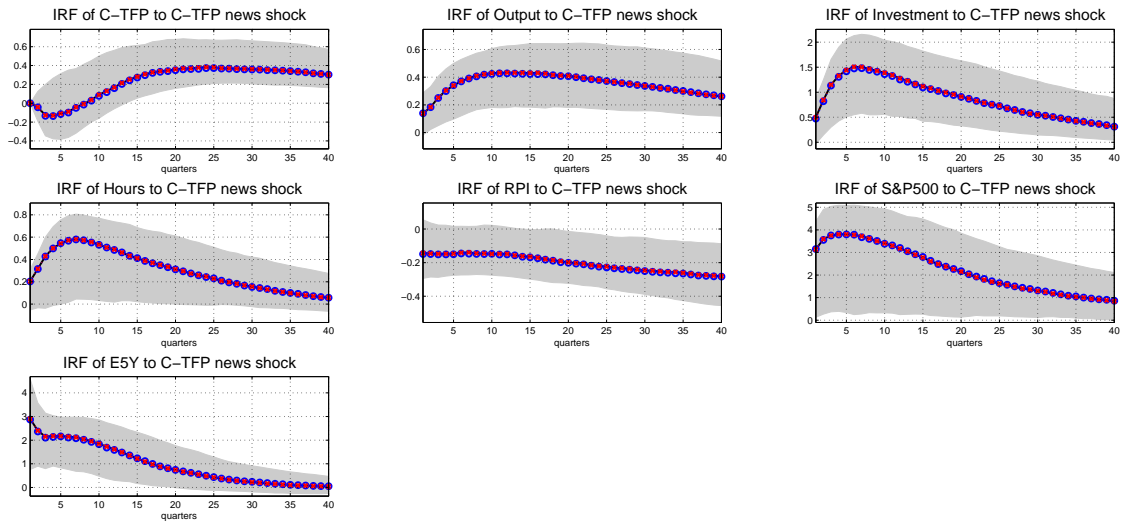 IRF of C−TFP to C−TFP news shock
0.6
0.4
0.2
0
−0.2
−0.4
5 10 15 20 25 30 35 40
quarters
IRF of Output to C−TFP news shock
0.6
0.4
0.2
0
5 10 15 20 25 30 35 40
quarters
IRF of Investment to C−TFP news shock
2
1.5
1
0.5
0
5 10 15 20 25 30 35 40
quarters
IRF of Hours to C−TFP news shock
0.8
0.6
0.4
0.2
0
5 10 15 20 25 30 35 40
quarters
IRF of RPI to C−TFP news shock
0
−0.2
−0.4
5 10 15 20 25 30 35 40
quarters
IRF of S&P500 to C−TFP news shock
5
4
3
2
1
0
5 10 15 20 25 30 35 40
quarters
IRF of E5Y to C−TFP news shock
4
3
2
1
0
5 10 15 20 25 30 35 40
quarters